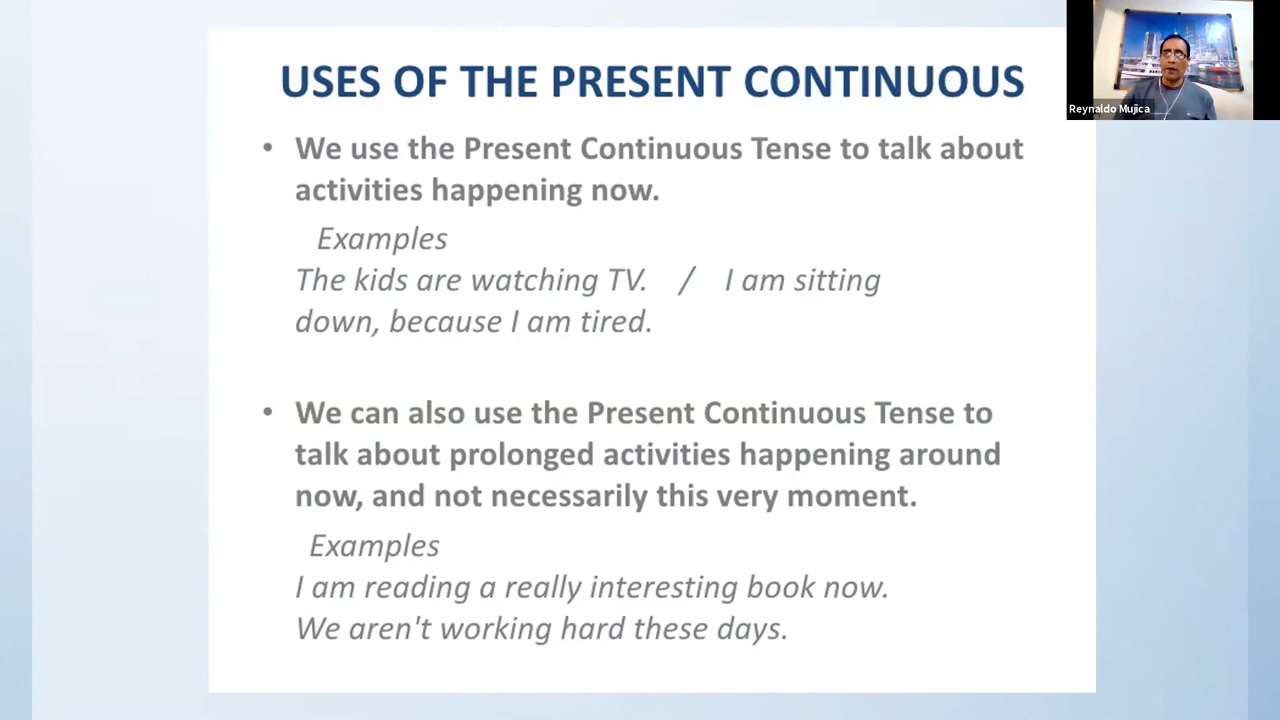 USES OF THE PRESENT CONTINUOUS
• We use the Present Continuous Tense to talk about
activities happening now.
Examples
The kids are watching TV. / I am sitting
down, because I am tired.
• We can also use the Present Continuous Tense to
talk about prolonged activities happening around
now, and not necessarily this very moment.
Examples
I am reading a really interesting book now.
We aren't working hard these days.
Reynaldo Mujica